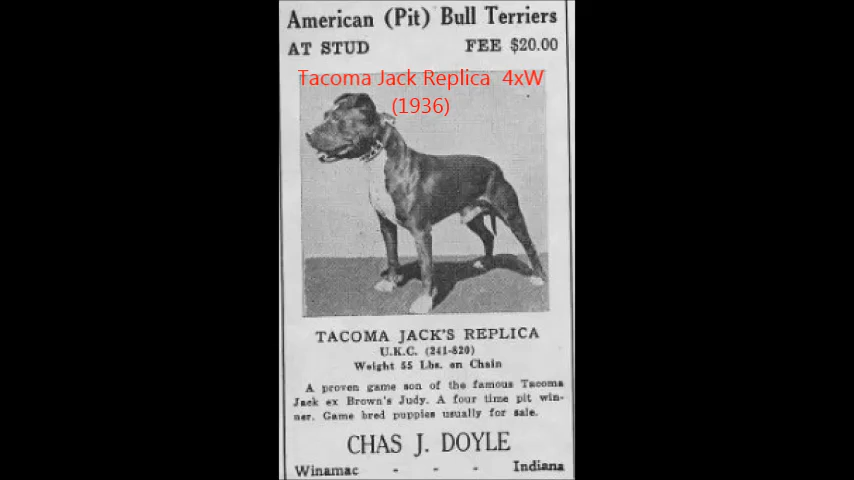 American (Pit) Bull Terriers
AT STUD FEE $20.00
Tacoma Jack Replica 4xW
(1936)
TACOMA JACK'S REPLICA
U.K.C. (241-820)
Weight 55 Lbs. on Chain
A proven game son of the famous Tacoma
Jack ex Brown's Judy. A four time pit win-
ner. Game bred puppies usually for sale.
CHAS J. DOYLE
Winamac - - - Indiana